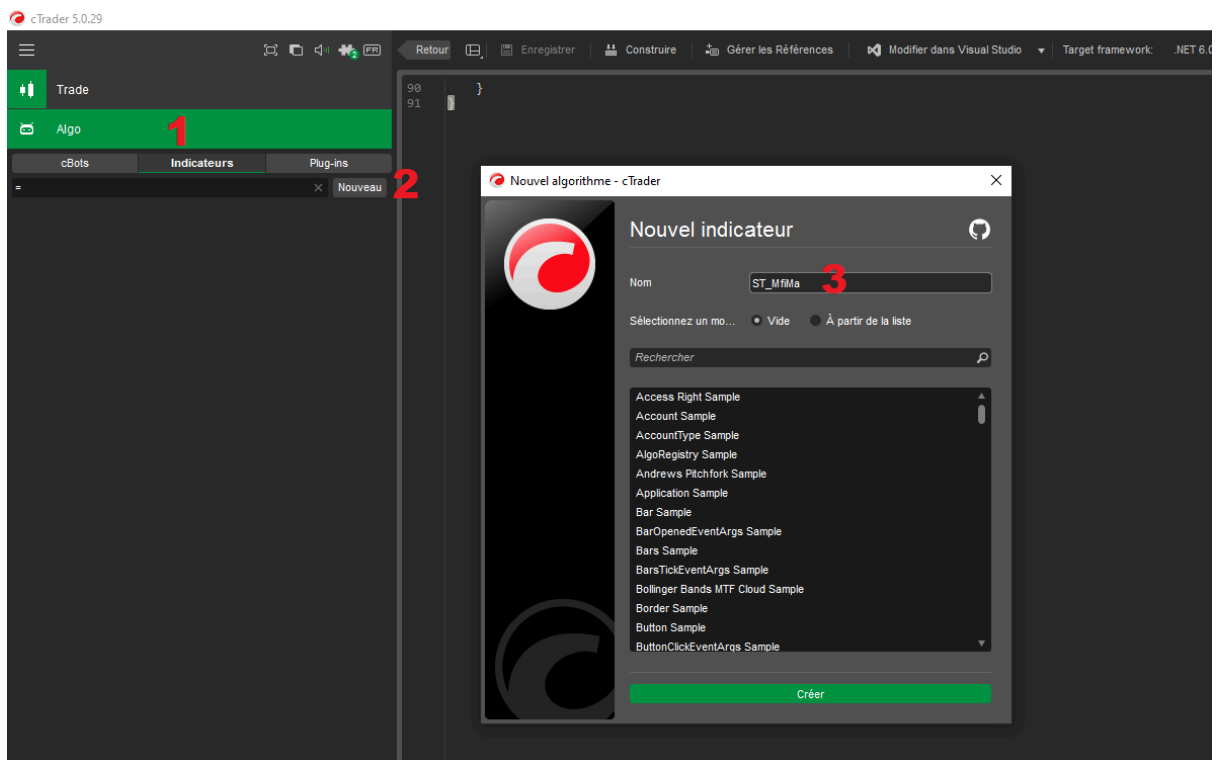 cTrader 5.0.29
FR
Retour
Enregistrer
Construire
Gérer les Références
Modifier dans Visual Studio
Target framework:
.NET 6.0
Trade
Algo
1
cBots
Indicateurs
Plug-ins
=
Nouveau
2
90 }
91 }
Nouvel algorithme - cTrader
Nouvel indicateur
Nom
ST_MfiMa
3
Sélectionnez un mo...
Vide
À partir de la liste
Rechercher
Access Right Sample
Account Sample
AccountType Sample
AlgoRegistry Sample
Andrews Pitchfork Sample
Application Sample
Bar Sample
BarOpenedEventArgs Sample
Bars Sample
BarsTickEventArgs Sample
Bollinger Bands MTF Cloud Sample
Border Sample
Button Sample
ButtonClickEventArgs Sample
Créer